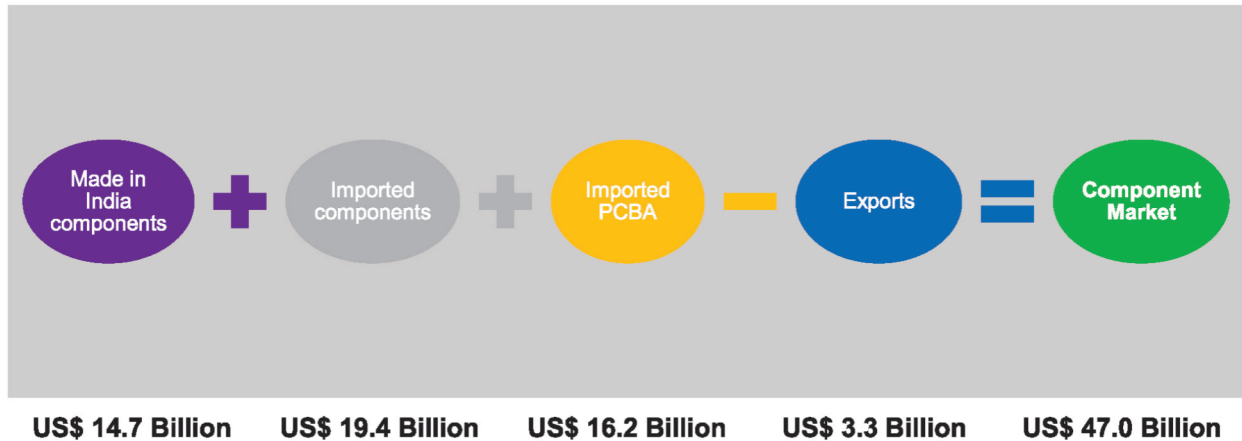 Made in
India
components
Imported
components
Imported
PCBA
Exports
Component
Market
US$ 14.7 Billion
US$ 19.4 Billion
US$ 16.2 Billion
US$ 3.3 Billion
US$ 47.0 Billion